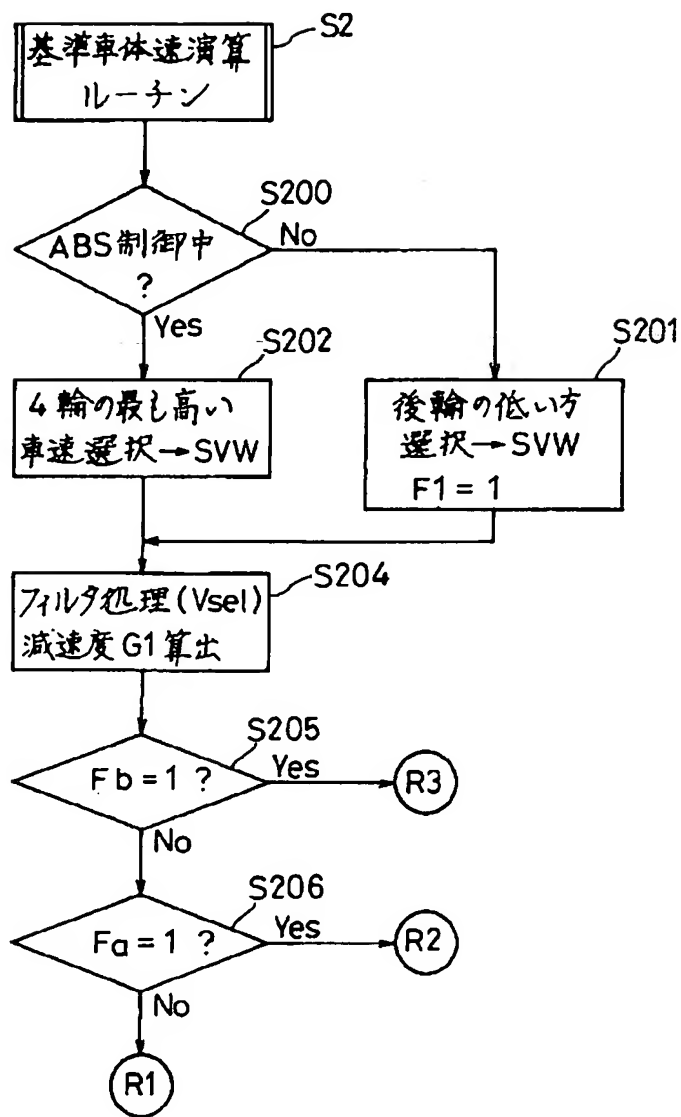 S2
基準車体速演算
ルーチン
S200
ABS制御中
?
No
Yes
S202
4輪の最も高い
車速選択→SVW
S201
後輪の低い方
選択→SVW
F1=1
S204
フィルタ処理(Vsel)
減速度G1算出
S205
Fb=1 ?
Yes
R3
No
S206
Fa=1 ?
Yes
R2
No
R1